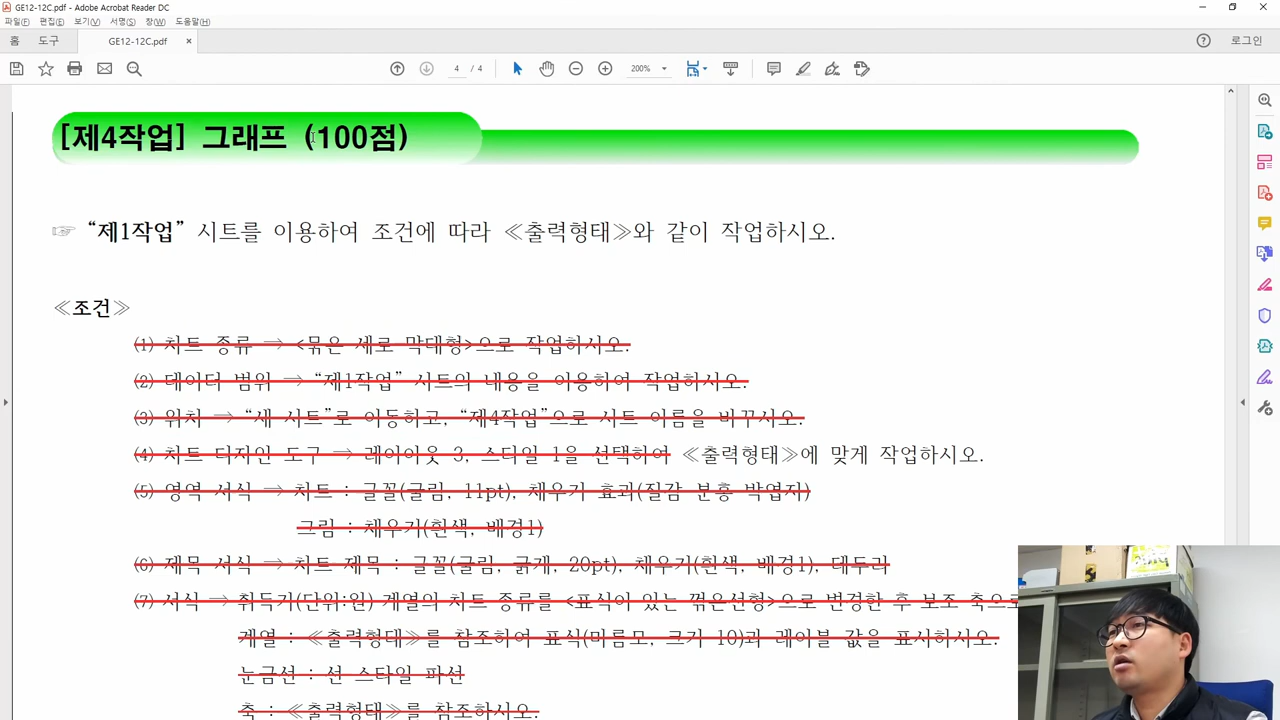 GE12-12C.pdf - Adobe Acrobat Reader DC
파일(F) 편집(E) 보기(V) 서명(S) 창(W) 도움말(H)
홈 도구 GE12-12C.pdf × 로그인
4 / 4 200%
[제4작업] 그래프 (100점)
☞ “제1작업” 시트를 이용하여 조건에 따라 ≪출력형태≫와 같이 작업하시오.
≪조건≫
(1) 차트 종류 ⇒ <묶은 세로 막대형>으로 작업하시오.
(2) 데이터 범위 ⇒ “제1작업” 시트의 내용을 이용하여 작업하시오.
(3) 위치 ⇒ “새 시트”로 이동하고, “제4작업”으로 시트 이름을 바꾸시오.
(4) 차트 디자인 도구 ⇒ 레이아웃 3, 스타일 1을 선택하여 ≪출력형태≫에 맞게 작업하시오.
(5) 영역 서식 ⇒ 차트 : 글꼴(굴림, 11pt), 채우기 효과(질감-분홍 박엽지)
그림 : 채우기(흰색, 배경1)
(6) 제목 서식 ⇒ 차트 제목 : 글꼴(굴림, 굵게, 20pt), 채우기(흰색, 배경1), 테두리
(7) 서식 ⇒ 취득가(단위:원) 계열의 차트 종류를 <표식이 있는 꺾은선형>으로 변경한 후 보조 축으로
계열 : ≪출력형태≫를 참조하여 표식(마름모, 크기 10)과 레이블 값을 표시하시오.
눈금선 : 선 스타일-파선
축 : ≪출력형태≫를 참조하시오.